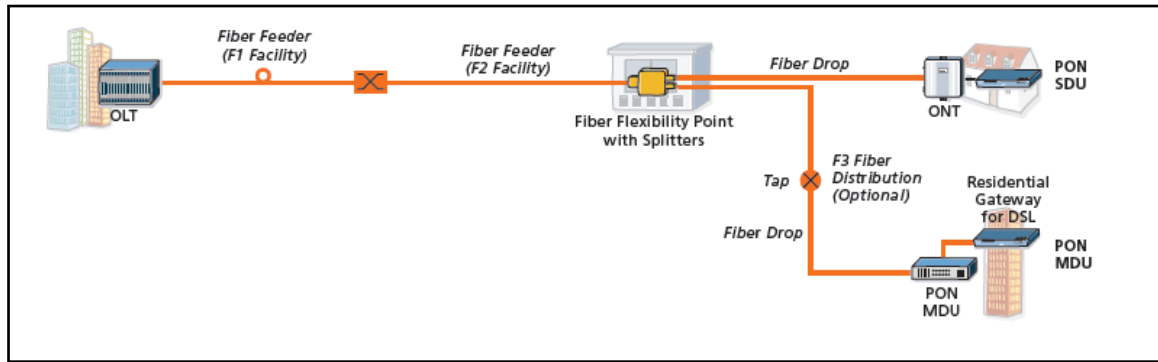 Fiber Feeder
(F1 Facility)
Fiber Feeder
(F2 Facility)
Fiber Drop
PON
SDU
OLT
ONT
Fiber Flexibility Point
with Splitters
F3 Fiber
Distribution
(Optional)
Tap
Residential
Gateway
for DSL
Fiber Drop
PON
MDU
PON
MDU